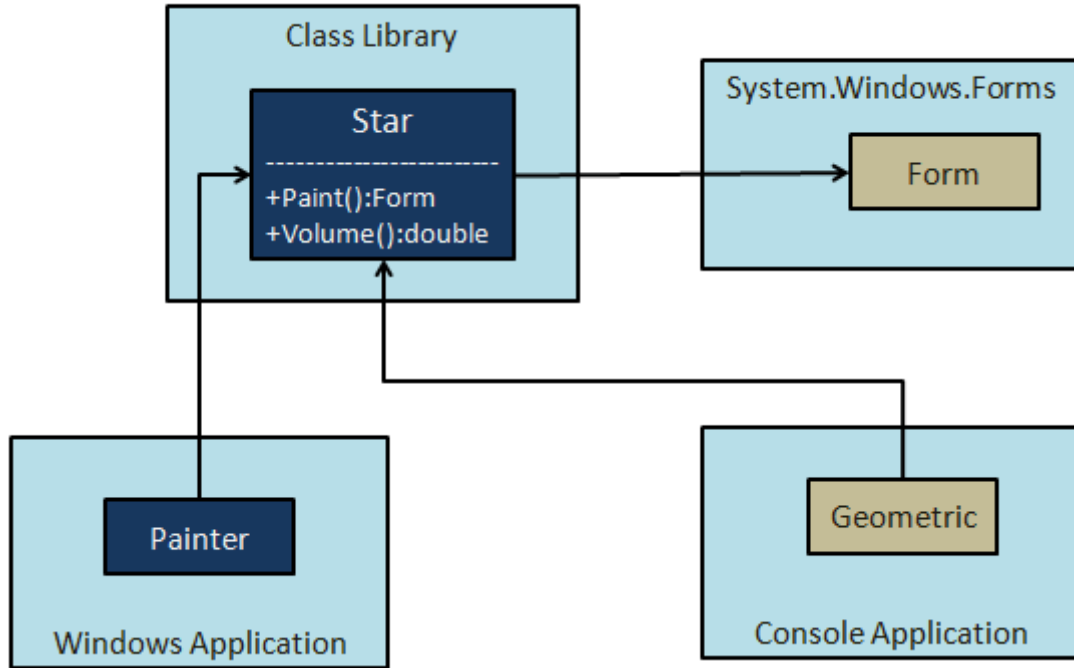 Class Library
Star
-----------------------
+Paint():Form
+Volume():double
System.Windows.Forms
Form
Painter
Windows Application
Geometric
Console Application